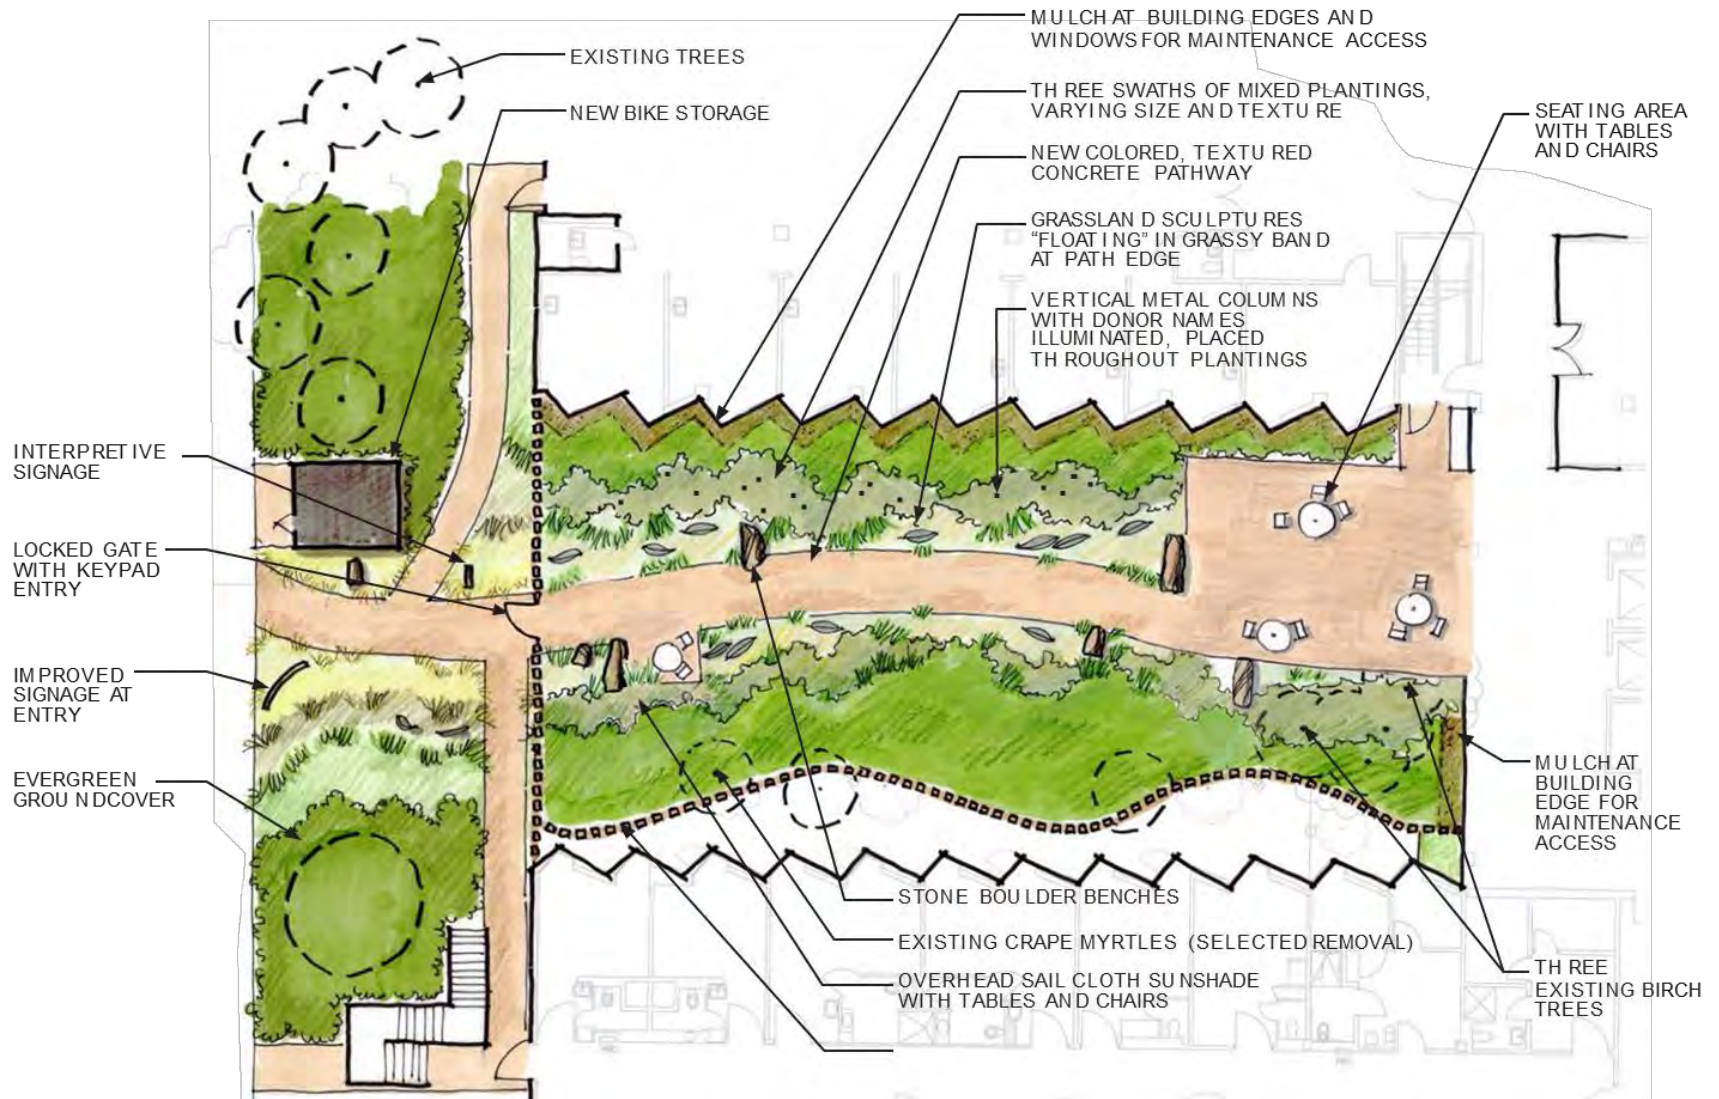 MULCH AT BUILDING EDGES AND
WINDOWS FOR MAINTENANCE ACCESS
EXISTING TREES
THREE SWATHS OF MIXED PLANTINGS,
VARYING SIZE AND TEXTURE
NEW BIKE STORAGE
SEATING AREA
WITH TABLES
AND CHAIRS
NEW COLORED, TEXTURED
CONCRETE PATHWAY
GRASSLAND SCULPTURES
“FLOATING” IN GRASSY BAND
AT PATH EDGE
VERTICAL METAL COLUMNS
WITH DONOR NAMES
ILLUMINATED, PLACED
THROUGHOUT PLANTINGS
INTERPRETIVE
SIGNAGE
LOCKED GATE
WITH KEYPAD
ENTRY
IMPROVED
SIGNAGE AT
ENTRY
EVERGREEN
GROUNDCOVER
MULCH AT
BUILDING
EDGE FOR
MAINTENANCE
ACCESS
STONE BOULDER BENCHES
EXISTING CRAPE MYRTLES (SELECTED REMOVAL)
OVERHEAD SAIL CLOTH SUNSHADE
WITH TABLES AND CHAIRS
THREE
EXISTING BIRCH
TREES